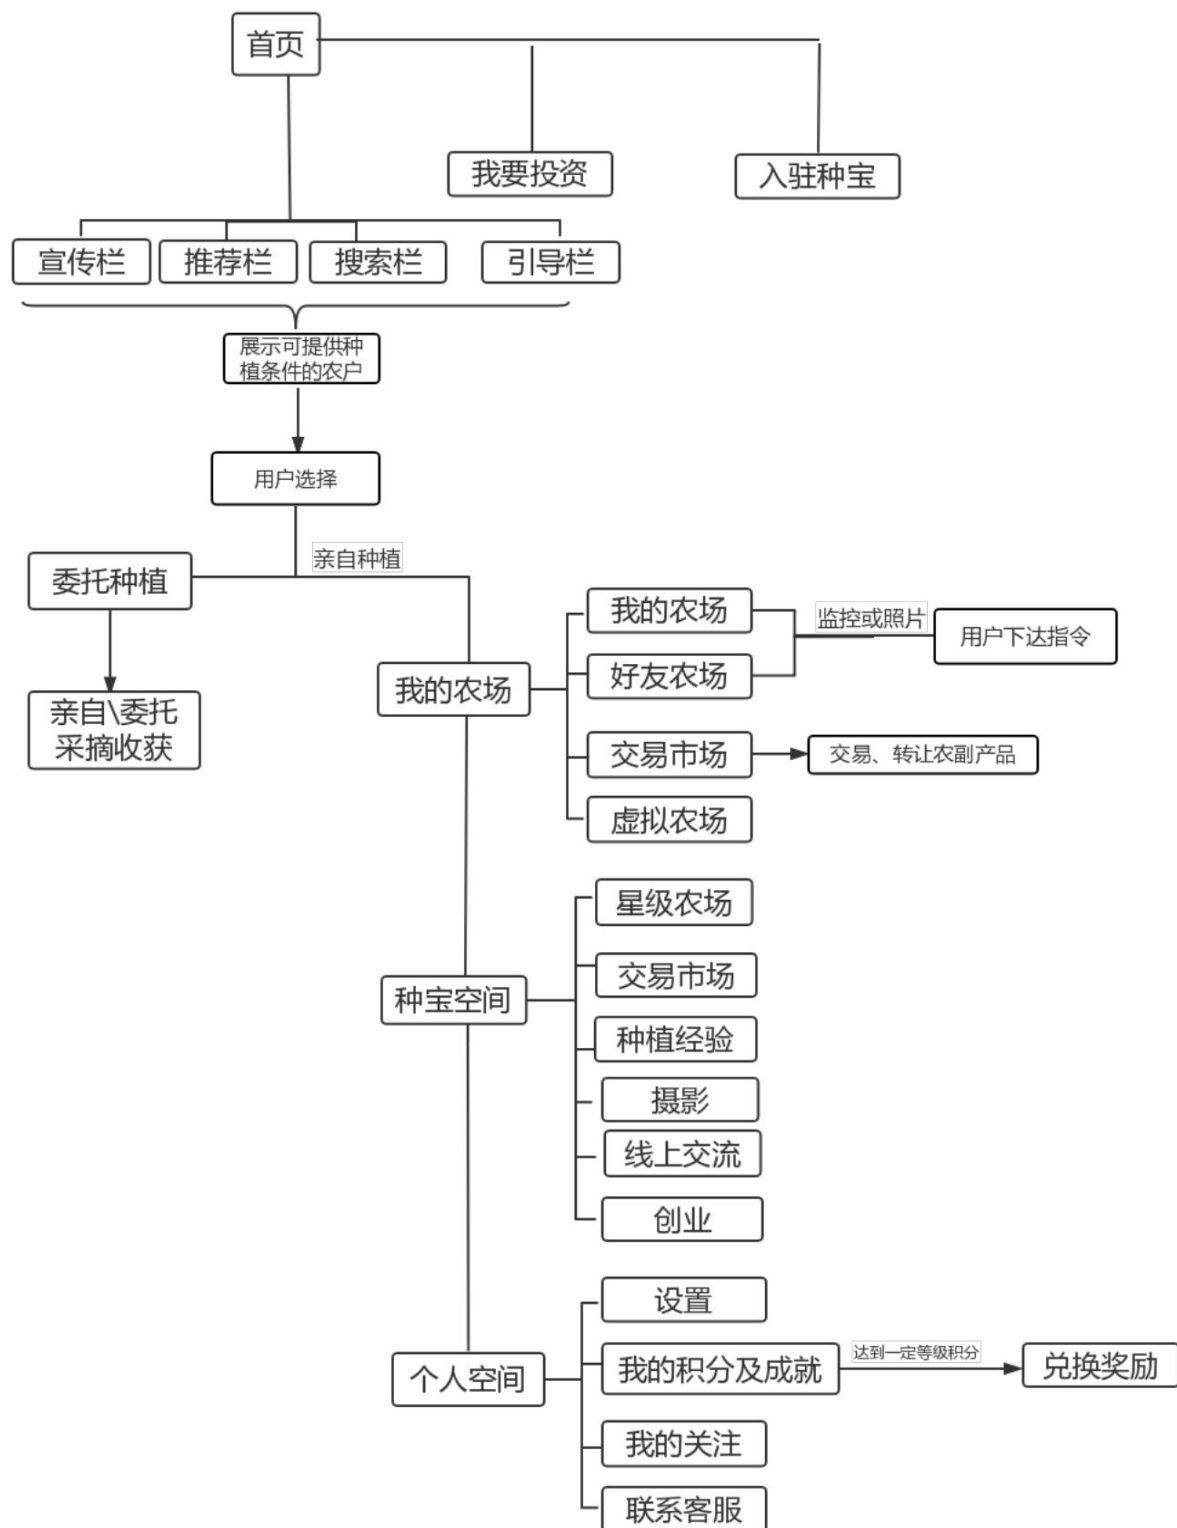 首页
我要投资
入驻种宝
宣传栏
推荐栏
搜索栏
引导栏
展示可提供种
植条件的农户
用户选择
亲自种植
委托种植
亲自\委托
采摘收获
我的农场
我的农场
好友农场
监控或照片
用户下达指令
交易市场
交易、转让农副产品
虚拟农场
种宝空间
星级农场
交易市场
种植经验
摄影
线上交流
创业
个人空间
设置
我的积分及成就
达到一定等级积分
兑换奖励
我的关注
联系客服